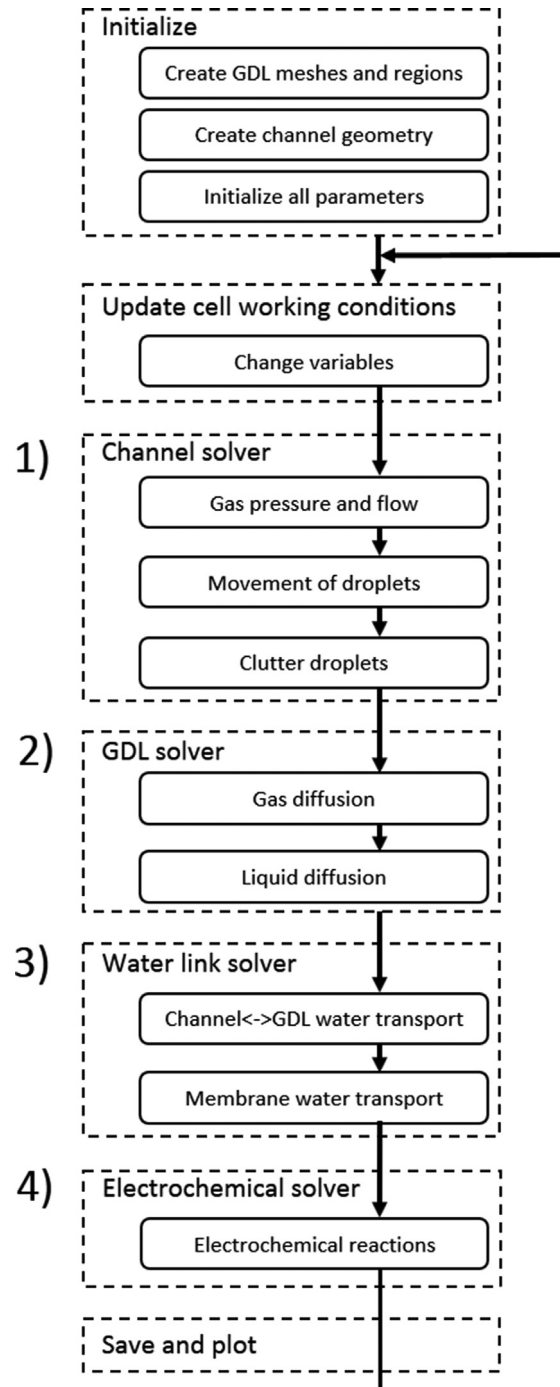 Initialize
Create GDL meshes and regions
Create channel geometry
Initialize all parameters
Update cell working conditions
Change variables
1)
Channel solver
Gas pressure and flow
Movement of droplets
Clutter droplets
2)
GDL solver
Gas diffusion
Liquid diffusion
3)
Water link solver
Channel<->GDL water transport
Membrane water transport
4)
Electrochemical solver
Electrochemical reactions
Save and plot